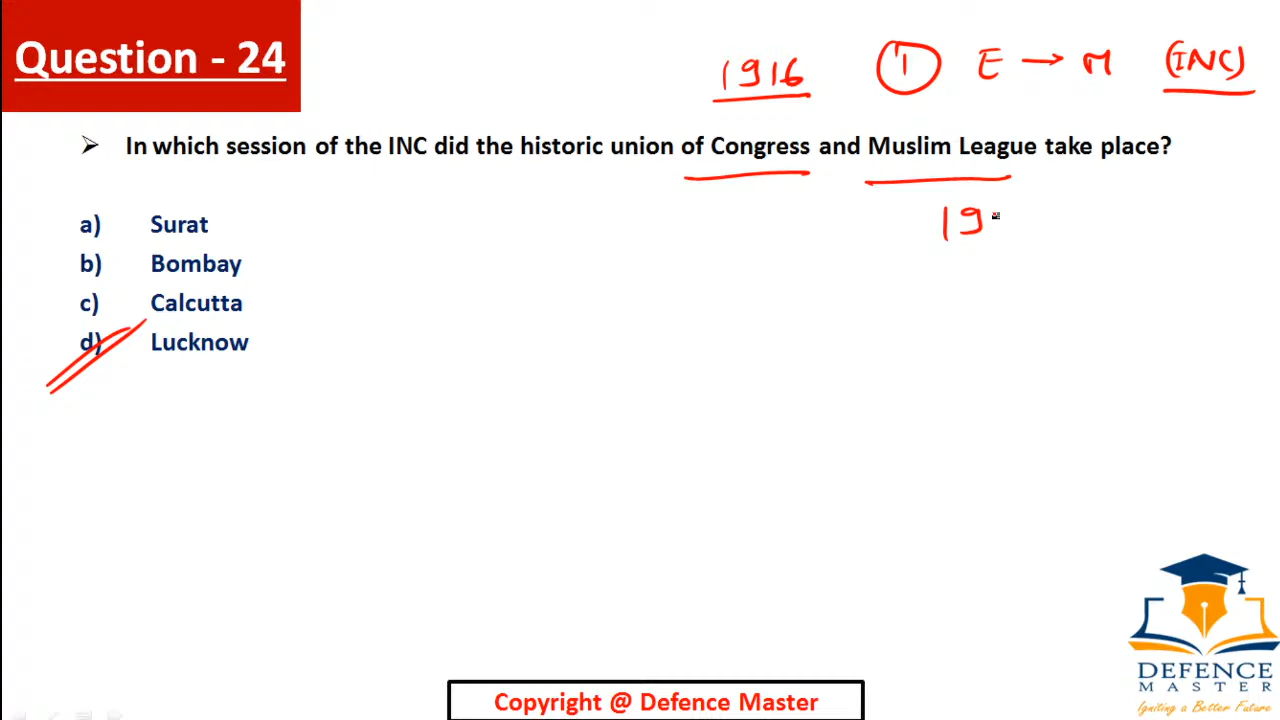 Question - 24
1916 1 E → M (INC)
➢ In which session of the INC did the historic union of Congress and Muslim League take place?
19
a) Surat
b) Bombay
c) Calcutta
d) Lucknow
DEFENCE
MASTER
Igniting a Better Future
Copyright @ Defence Master